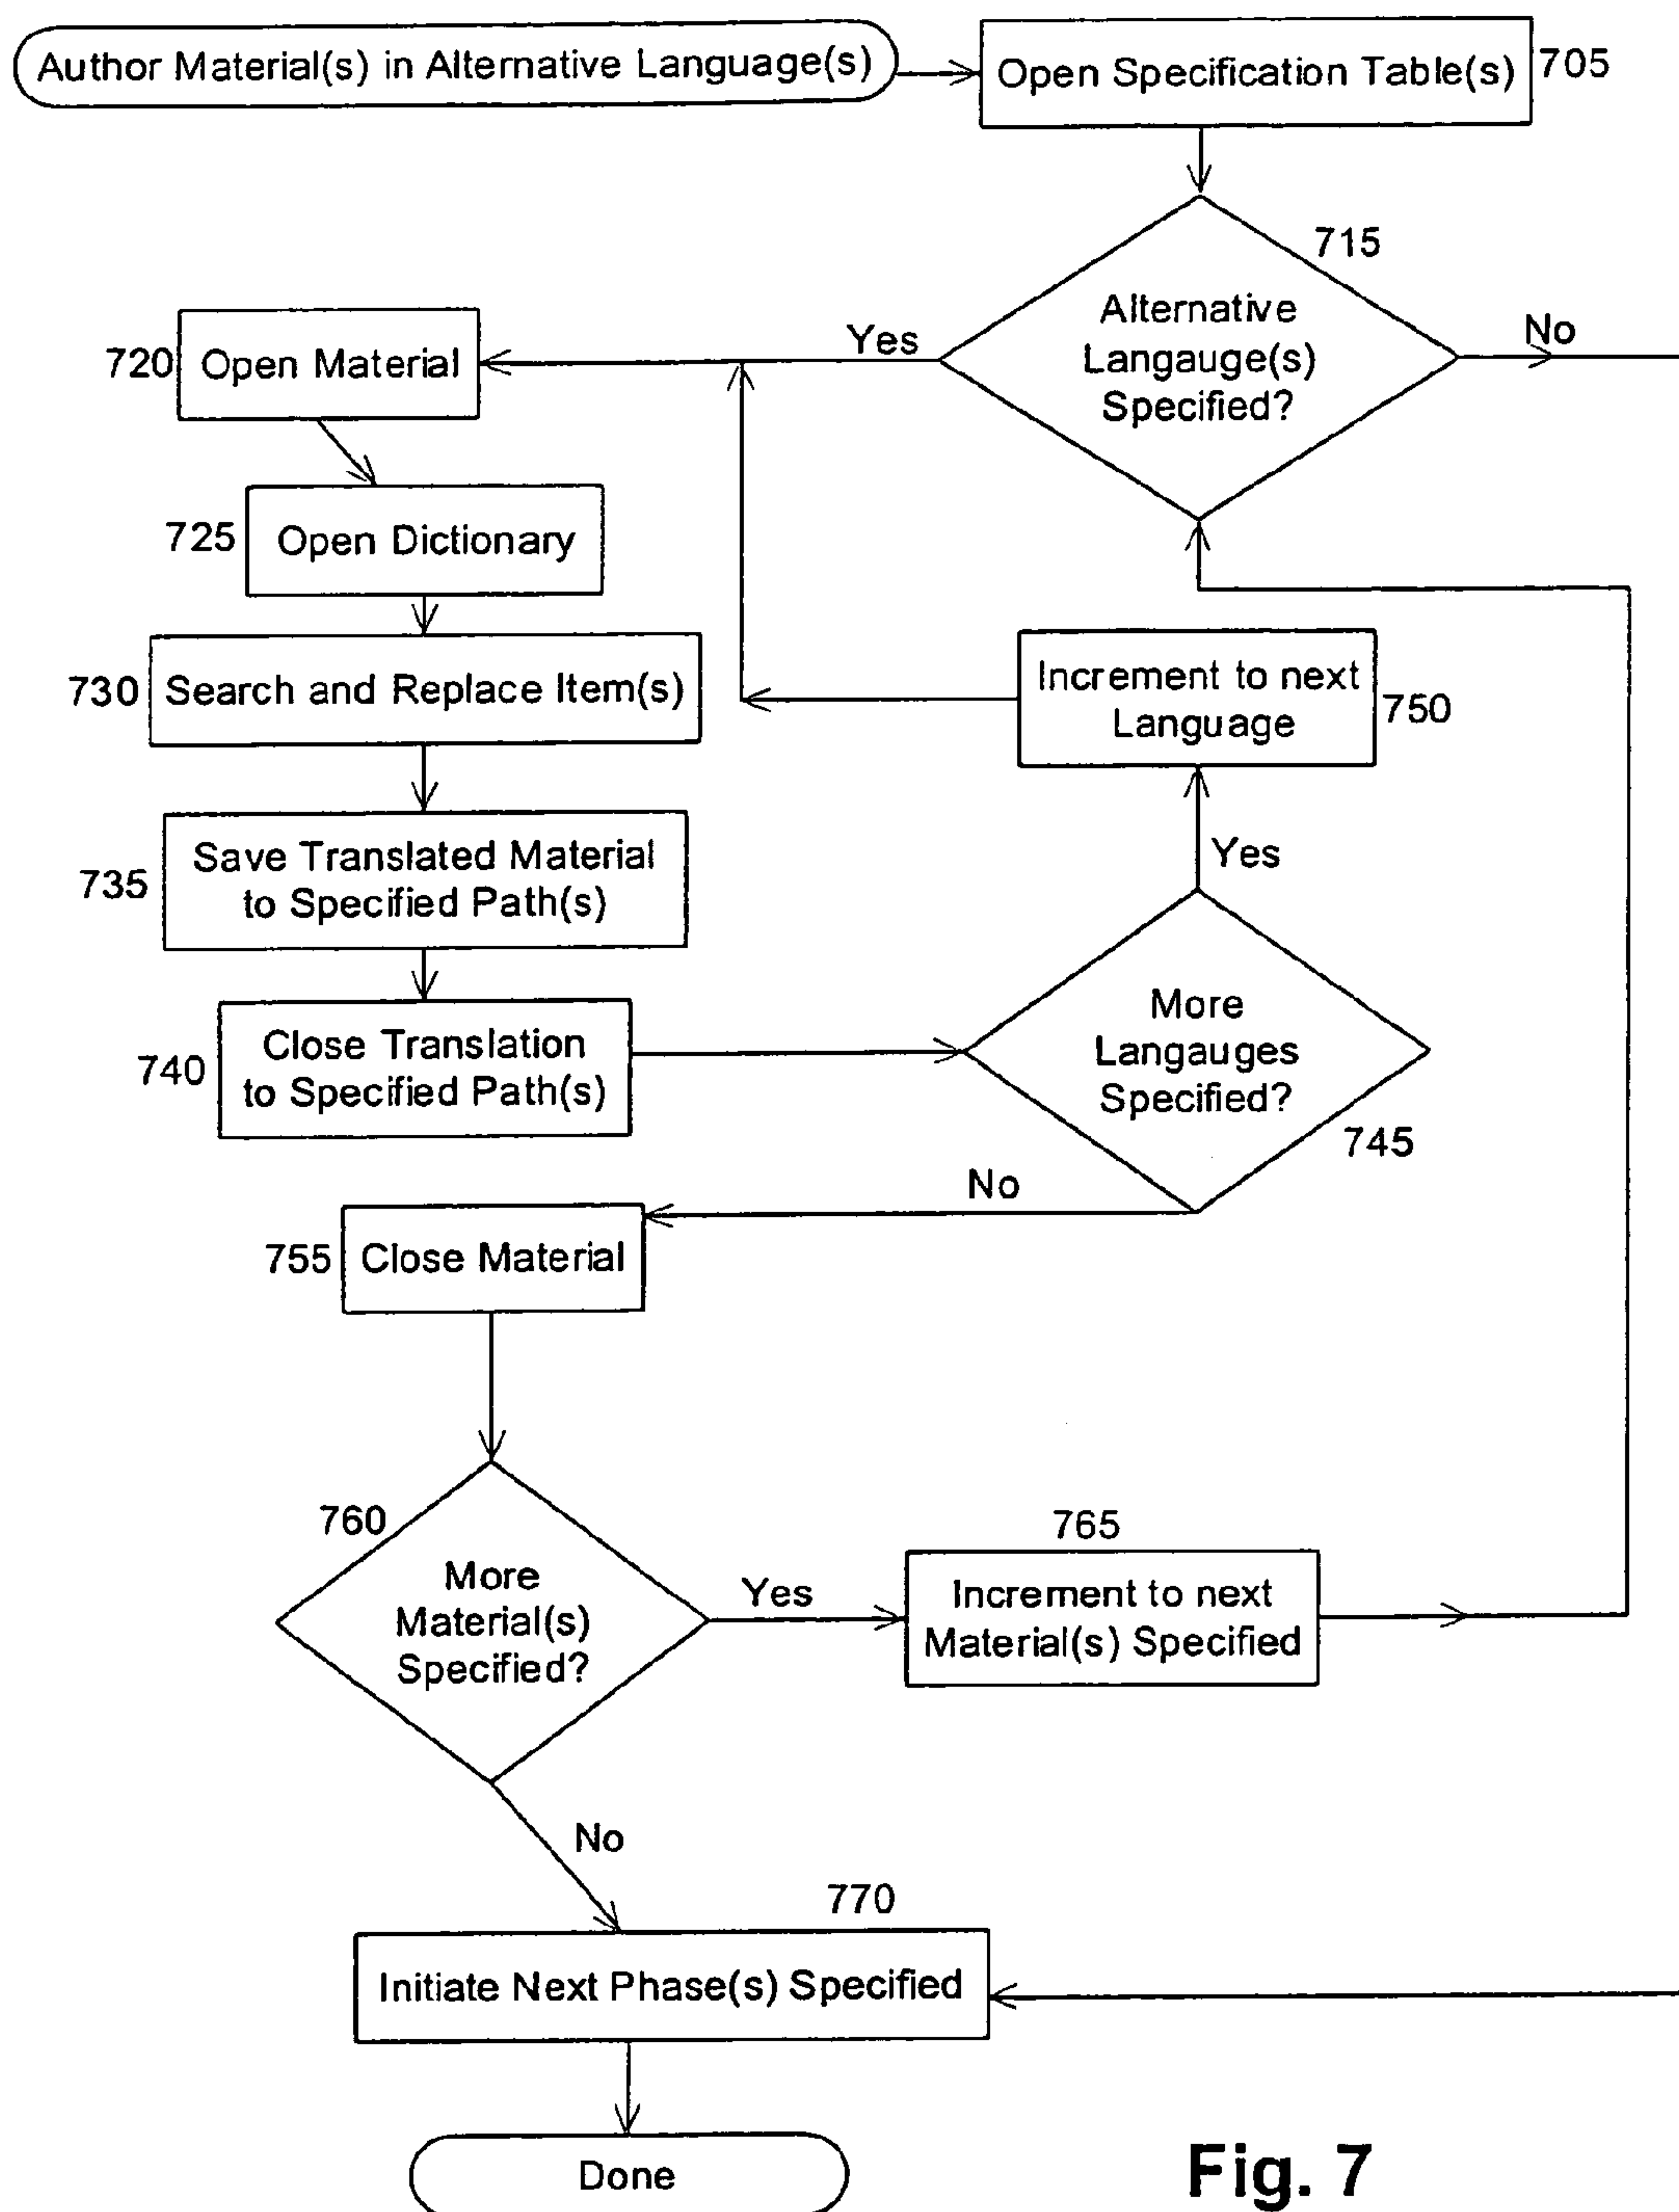 Author Material(s) in Alternative Language(s)
Open Specification Table(s)
705
715
Alternative
Langauge(s)
Specified?
Yes
No
720
Open Material
725
Open Dictionary
730
Search and Replace Item(s)
Increment to next
Language
750
735
Save Translated Material
to Specified Path(s)
Yes
740
Close Translation
to Specified Path(s)
More
Langauges
Specified?
745
No
755
Close Material
760
More
Material(s)
Specified?
Yes
765
Increment to next
Material(s) Specified
No
770
Initiate Next Phase(s) Specified
Done
Fig. 7